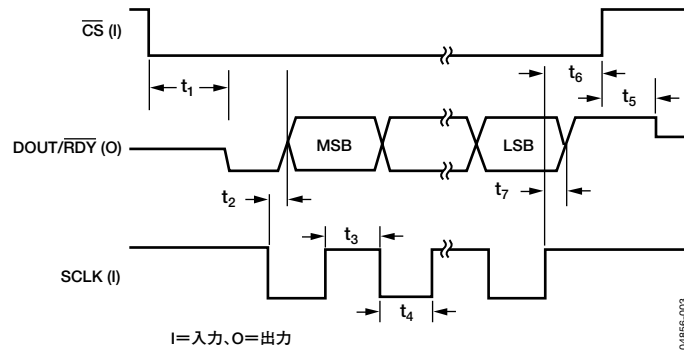 CS (I)
t1
t6
t5
DOUT/RDY (O)
MSB
LSB
t2
t3
t7
SCLK (I)
t4
I=入力、O=出力
04856-003